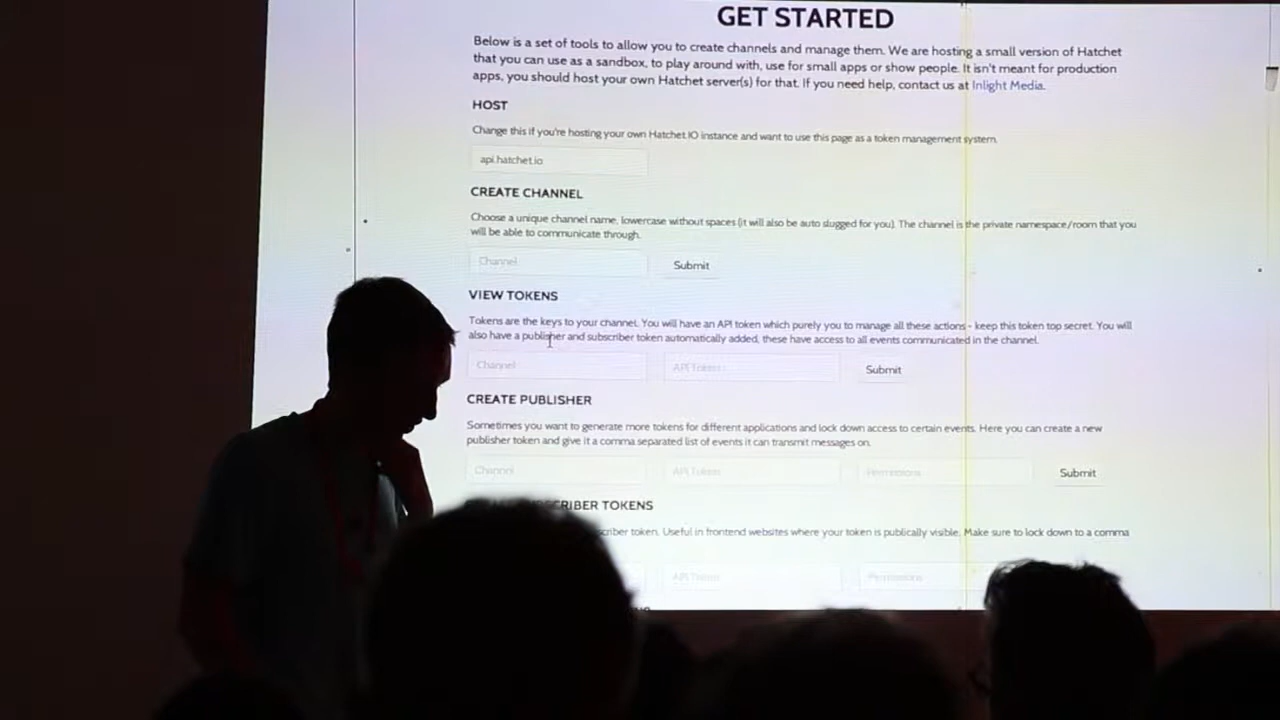 GET STARTED
Below is a set of tools to allow you to create channels and manage them. We are hosting a small version of Hatchet
that you can use as a sandbox, to play around with, use for small apps or show people. It isn't meant for production
apps, you should host your own Hatchet server(s) for that. If you need help, contact us at Inlight Media.
HOST
Change this if you're hosting your own Hatchet.IO instance and want to use this page as a token management system.
api.hatchet.io
CREATE CHANNEL
Choose a unique channel name, lowercase without spaces (it will also be auto slugged for you). The channel is the private namespace/room that you
will be able to communicate through.
Channel
Submit
VIEW TOKENS
Tokens are the keys to your channel. You will have an API token which purely you to manage all these actions - keep this token top secret. You will
also have a publisher and subscriber token automatically added, these have access to all events communicated in the channel.
Channel
API Token
Submit
CREATE PUBLISHER
Sometimes you want to generate more tokens for different applications and lock down access to certain events. Here you can create a new
publisher token and give it a comma separated list of events it can transmit messages on.
Channel
API Token
Permissions
Submit
SCRIBER TOKENS
scriber token. Useful in frontend websites where your token is publically visible. Make sure to lock down to a comma
API Token
Permissions